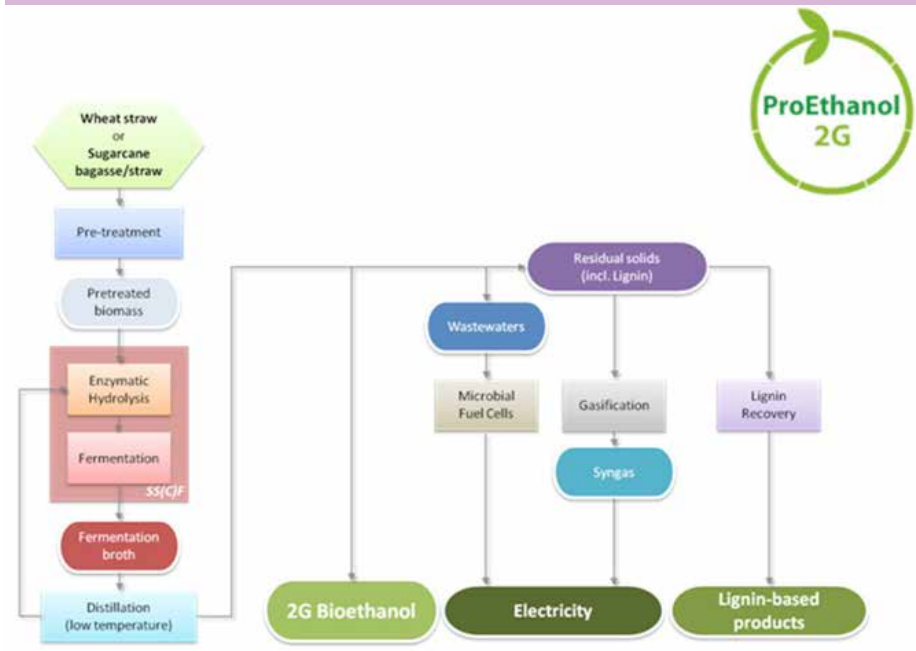 ProEthanol
2G
Wheat straw
or
Sugarcane
bagasse/straw
Pre-treatment
Pretreated
biomass
Enzymatic
Hydrolysis
Fermentation
SS(C)F
Fermentation
broth
Distillation
(low temperature)
Residual solids
(incl. Lignin)
Wastewaters
Microbial
Fuel Cells
Gasification
Lignin
Recovery
Syngas
2G Bioethanol
Electricity
Lignin-based
products